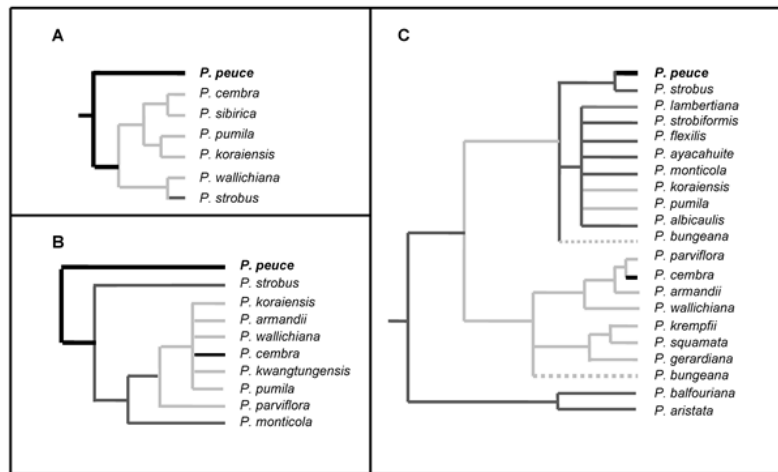 A
P. peuce
P. cembra
P. sibirica
P. pumila
P. koraiensis
P. wallichiana
P. strobus
B
P. peuce
P. strobus
P. koraiensis
P. armandii
P. wallichiana
P. cembra
P. kwangtungensis
P. pumila
P. parviflora
P. monticola
C
P. peuce
P. strobus
P. lambertiana
P. strobiformis
P. flexilis
P. ayacahuite
P. monticola
P. koraiensis
P. pumila
P. albicaulis
P. bungeana
P. parviflora
P. cembra
P. armandii
P. wallichiana
P. krempfii
P. squamata
P. gerardiana
P. bungeana
P. balfouriana
P. aristata